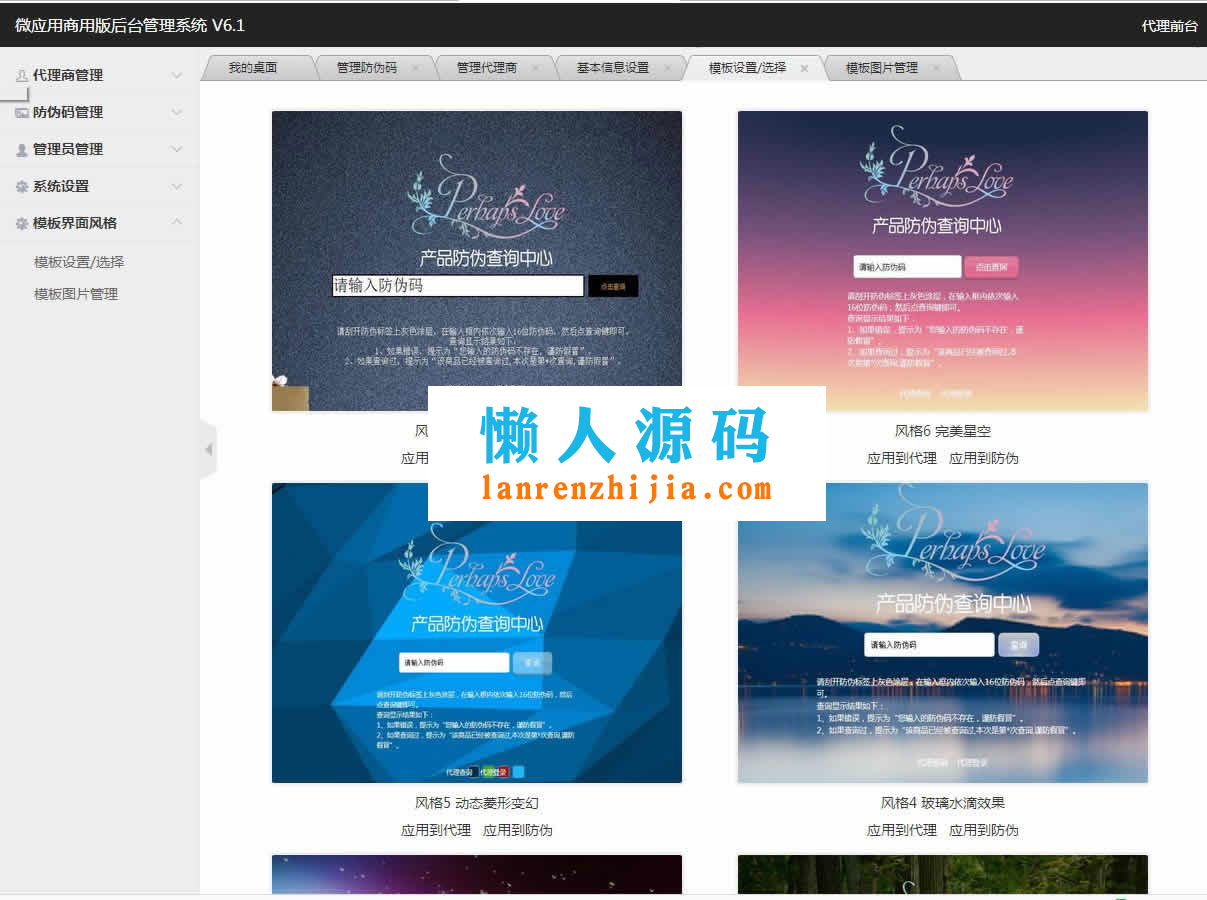 微应用商用版后台管理系统 V6.1
代理前台
代理商管理
防伪码管理
管理员管理
系统设置
模板界面风格
模板设置/选择
模板图片管理
我的桌面
管理防伪码
管理代理商
基本信息设置
模板设置/选择
模板图片管理
Perhaps Love
产品防伪查询中心
请输入防伪码
点击查询
请刮开防伪标签上灰色涂层，在输入框内依次输入16位防伪码，然后点查询键即可。
查询显示结果如下：
1、如果错误，提示为“您输入的防伪码不存在，谨防假冒”。
2、如果查询过，提示为“该商品已经被查询过,本次是第*次查询,谨防假冒”。
风
应用
Perhaps Love
产品防伪查询中心
请输入防伪码
点击查询
请刮开防伪标签上灰色涂层，在输入框内依次输入
16位防伪码，然后点查询键即可。
查询显示结果如下：
1、如果错误，提示为“您输入的防伪码不存在，谨
防假冒”。
2、如果查询过，提示为“该商品已经被查询过,本
次是第*次查询,谨防假冒”。
代理查询 代理登录
风格6 完美星空
应用到代理 应用到防伪
懒人源码
lanrenzhijia.com
Perhaps Love
产品防伪查询中心
请输入防伪码
查询
请刮开防伪标签上灰色涂层，在输入框内依次输入16位防伪码，然后
点查询键即可。
查询显示结果如下：
1、如果错误，提示为“您输入的防伪码不存在，谨防假冒”。
2、如果查询过，提示为“该商品已经被查询过,本次是第*次查询,谨防
假冒”。
代理查询 代理登录
风格5 动态菱形变幻
应用到代理 应用到防伪
Perhaps Love
产品防伪查询中心
请输入防伪码
查询
请刮开防伪标签上灰色涂层，在输入框内依次输入16位防伪码，然后点查询键即
可。
查询显示结果如下：
1、如果错误，提示为“您输入的防伪码不存在，谨防假冒”。
2、如果查询过，提示为“该商品已经被查询过,本次是第*次查询,谨防假冒”。
代理查询 代理登录
风格4 玻璃水滴效果
应用到代理 应用到防伪